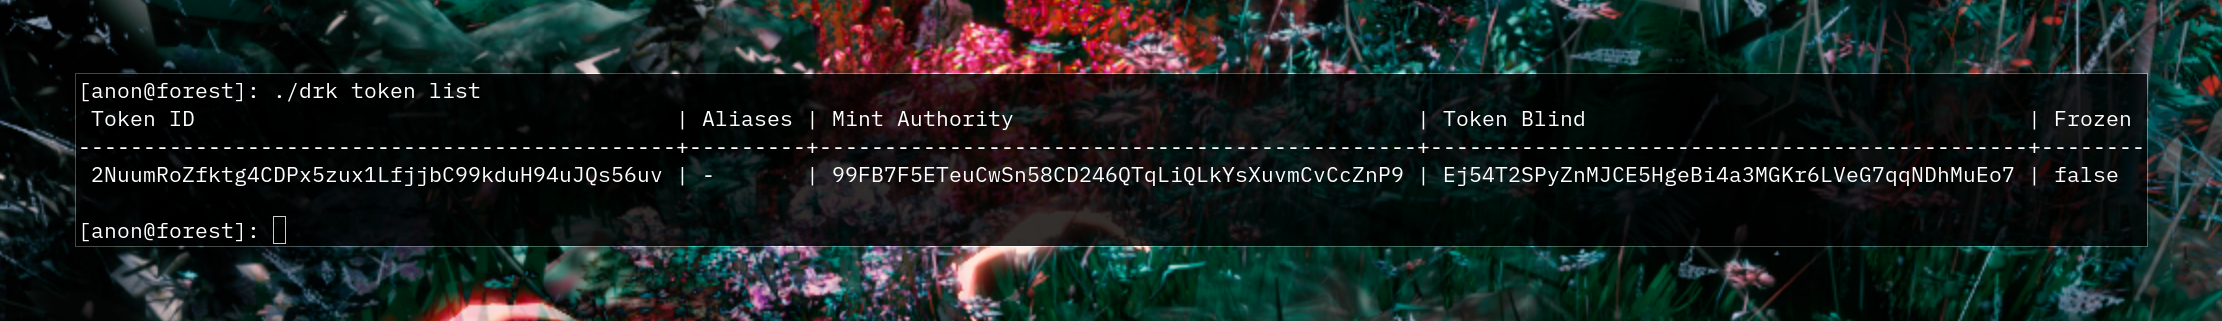 [anon@forest]: ./drk token list
Token ID | Aliases | Mint Authority | Token Blind | Frozen
--------------------------------------------+---------+----------------------------------------------+----------------------------------------------+--------
2NuumRoZfktg4CDPx5zux1LfjjbC99kduH94uJQs56uv | - | 99FB7F5ETeuCwSn58CD246QTqLiQLkYsXuvmCvCcZnP9 | Ej54T2SPyZnMJCE5HgeBi4a3MGKr6LVeG7qqNDhMuEo7 | false
[anon@forest]: